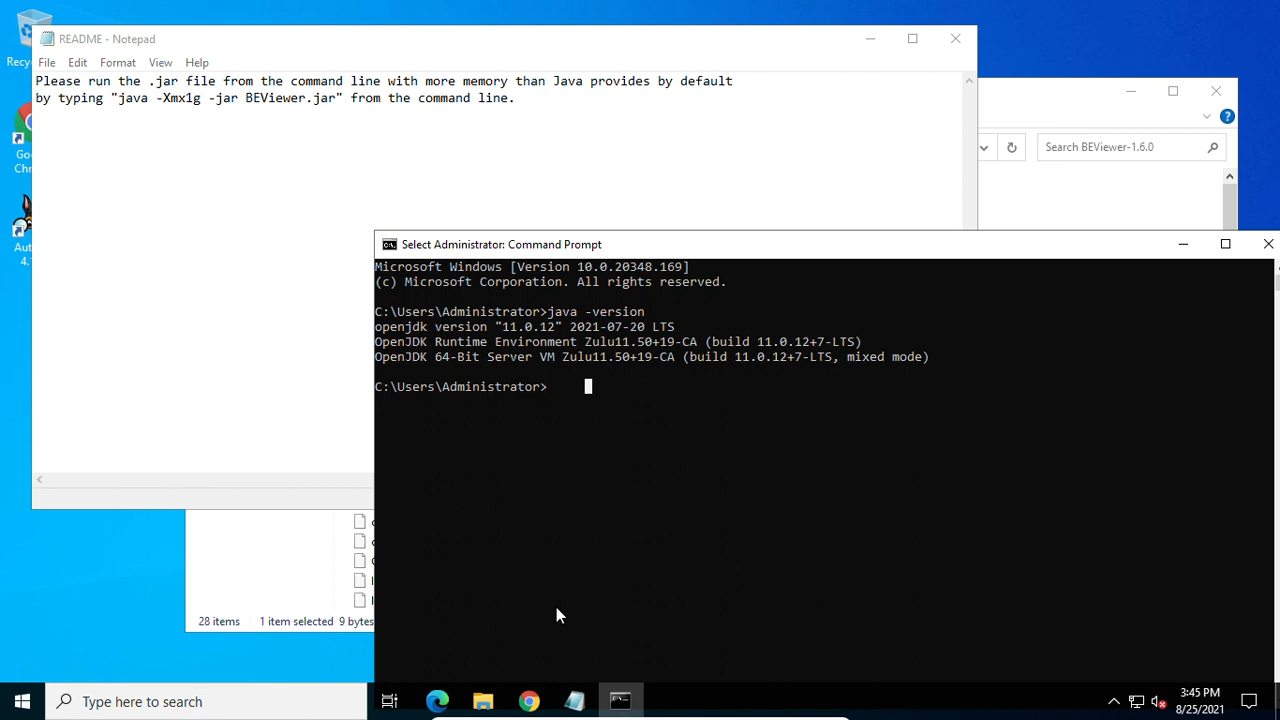 README - Notepad
File Edit Format View Help
Please run the .jar file from the command line with more memory than Java provides by default
by typing "java -Xmx1g -jar BEViewer.jar" from the command line.
Search BEViewer-1.6.0
Select Administrator: Command Prompt
Microsoft Windows [Version 10.0.20348.169]
(c) Microsoft Corporation. All rights reserved.
C:\Users\Administrator>java -version
openjdk version "11.0.12" 2021-07-20 LTS
OpenJDK Runtime Environment Zulu11.50+19-CA (build 11.0.12+7-LTS)
OpenJDK 64-Bit Server VM Zulu11.50+19-CA (build 11.0.12+7-LTS, mixed mode)
C:\Users\Administrator>
28 items 1 item selected 9 bytes
Type here to search
3:45 PM
8/25/2021